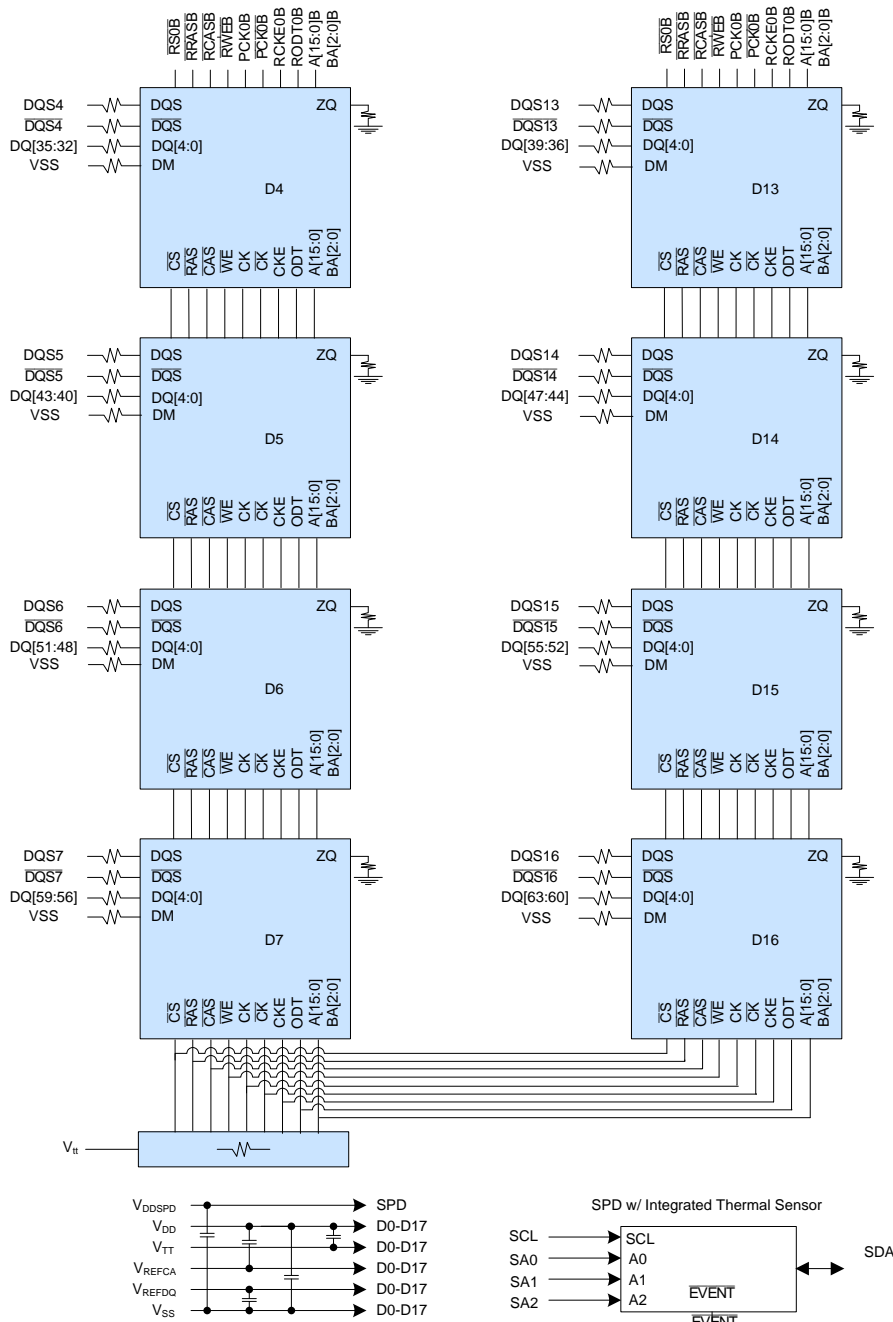 RS0B RRASB RCASB RWEB PCK0B PCK0B RCKE0B RODT0B A[15:0]B BA[2:0]B
DQS4 DQS ZQ
DQS4 DQS
DQ[35:32] DQ[4:0]
VSS DM
D4
CS RAS CAS WE CK CK CKE ODT A[15:0] BA[2:0]
DQS5 DQS ZQ
DQS5 DQS
DQ[43:40] DQ[4:0]
VSS DM
D5
CS RAS CAS WE CK CK CKE ODT A[15:0] BA[2:0]
DQS6 DQS ZQ
DQS6 DQS
DQ[51:48] DQ[4:0]
VSS DM
D6
CS RAS CAS WE CK CK CKE ODT A[15:0] BA[2:0]
DQS7 DQS ZQ
DQS7 DQS
DQ[59:56] DQ[4:0]
VSS DM
D7
CS RAS CAS WE CK CK CKE ODT A[15:0] BA[2:0]
RS0B RRASB RCASB RWEB PCK0B PCK0B RCKE0B RODT0B A[15:0]B BA[2:0]B
DQS13 DQS ZQ
DQS13 DQS
DQ[39:36] DQ[4:0]
VSS DM
D13
CS RAS CAS WE CK CK CKE ODT A[15:0] BA[2:0]
DQS14 DQS ZQ
DQS14 DQS
DQ[47:44] DQ[4:0]
VSS DM
D14
CS RAS CAS WE CK CK CKE ODT A[15:0] BA[2:0]
DQS15 DQS ZQ
DQS15 DQS
DQ[55:52] DQ[4:0]
VSS DM
D15
CS RAS CAS WE CK CK CKE ODT A[15:0] BA[2:0]
DQS16 DQS ZQ
DQS16 DQS
DQ[63:60] DQ[4:0]
VSS DM
D16
CS RAS CAS WE CK CK CKE ODT A[15:0] BA[2:0]
Vtt
VDDSPD SPD
VDD D0-D17
VTT D0-D17
VREFCA D0-D17
VREFDQ D0-D17
VSS D0-D17
SPD w/ Integrated Thermal Sensor
SCL SCL
SA0 A0
SA1 A1
SA2 A2
EVENT
SDA
EVENT